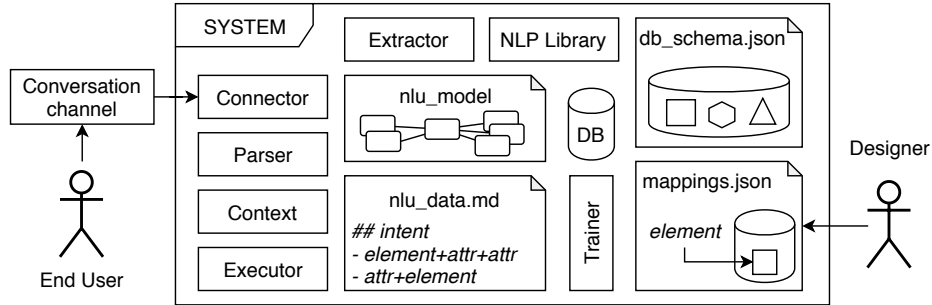 SYSTEM
Extractor
NLP Library
db_schema.json
Conversation
channel
Connector
nlu_model
DB
Parser
Designer
Context
nlu_data.md
## intent
- element+attr+attr
- attr+element
Trainer
mappings.json
element
Executor
End User